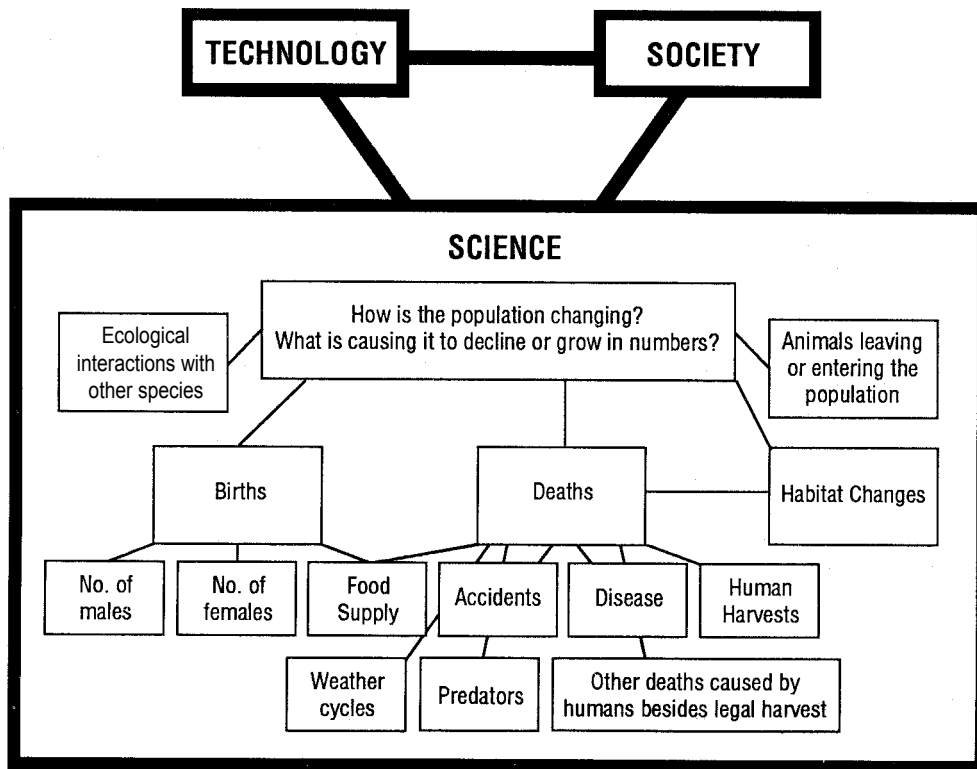 TECHNOLOGY
SOCIETY
SCIENCE
How is the population changing?
What is causing it to decline or grow in numbers?
Ecological
interactions with
other species
Animals leaving
or entering the
population
Births
Deaths
Habitat Changes
No. of
males
No. of
females
Food
Supply
Accidents
Disease
Human
Harvests
Weather
cycles
Predators
Other deaths caused by
humans besides legal harvest